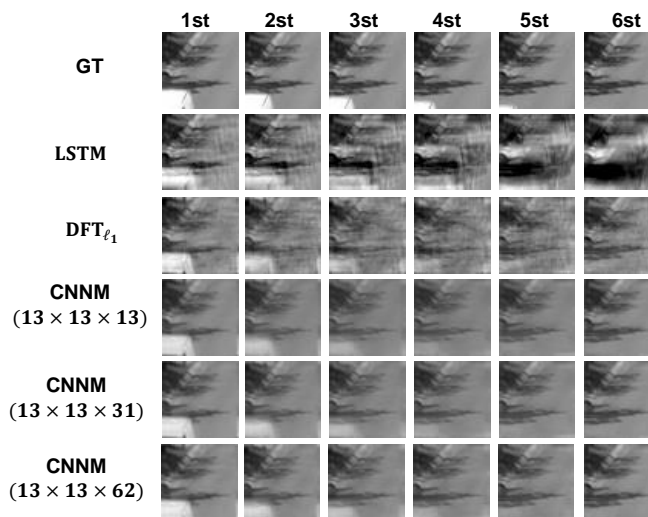 1st 2st 3st 4st 5st 6st
GT
LSTM
DFTℓ₁
CNNM
(13 × 13 × 13)
CNNM
(13 × 13 × 31)
CNNM
(13 × 13 × 62)